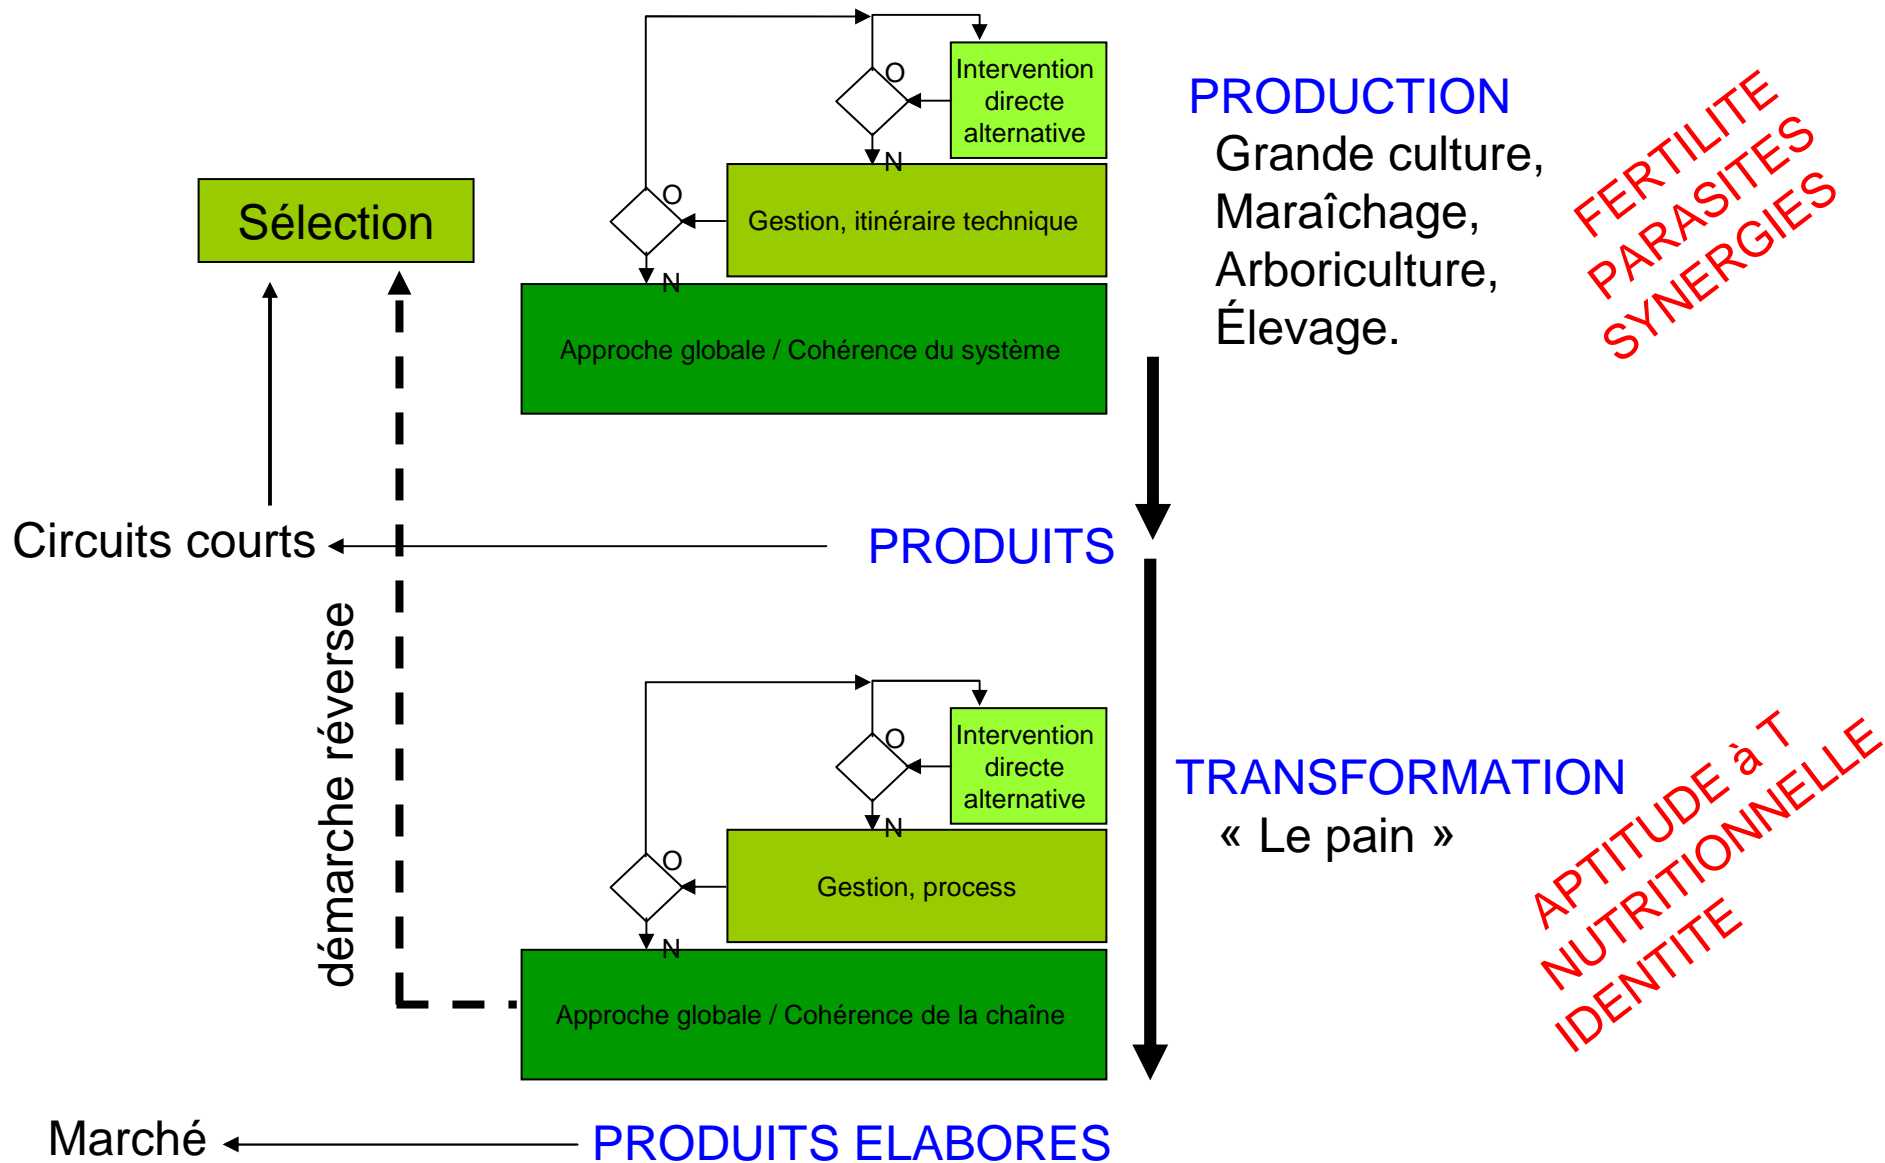 O
Intervention
directe
alternative
N
O
Gestion, itinéraire technique
N
Approche globale / Cohérence du système
Sélection
PRODUCTION
Grande culture,
Maraîchage,
Arboriculture,
Élevage.
FERTILITE
PARASITES
SYNERGIES
Circuits courts
PRODUITS
démarche réverse
O
Intervention
directe
alternative
N
O
Gestion, process
N
Approche globale / Cohérence de la chaîne
TRANSFORMATION
« Le pain »
APTITUDE à T
NUTRITIONNELLE
IDENTITE
Marché
PRODUITS ELABORES